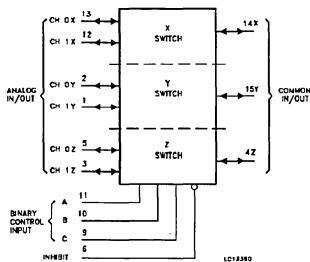 CH 0X 13
X SWITCH
14X
CH 1X 12
CH 0Y 2
Y SWITCH
15Y
CH 1Y 1
ANALOG IN/OUT
COMMON IN/OUT
CH 0Z 5
Z SWITCH
4Z
CH 1Z 3
BINARY CONTROL INPUT
A 11
B 10
C 9
INHIBIT 6